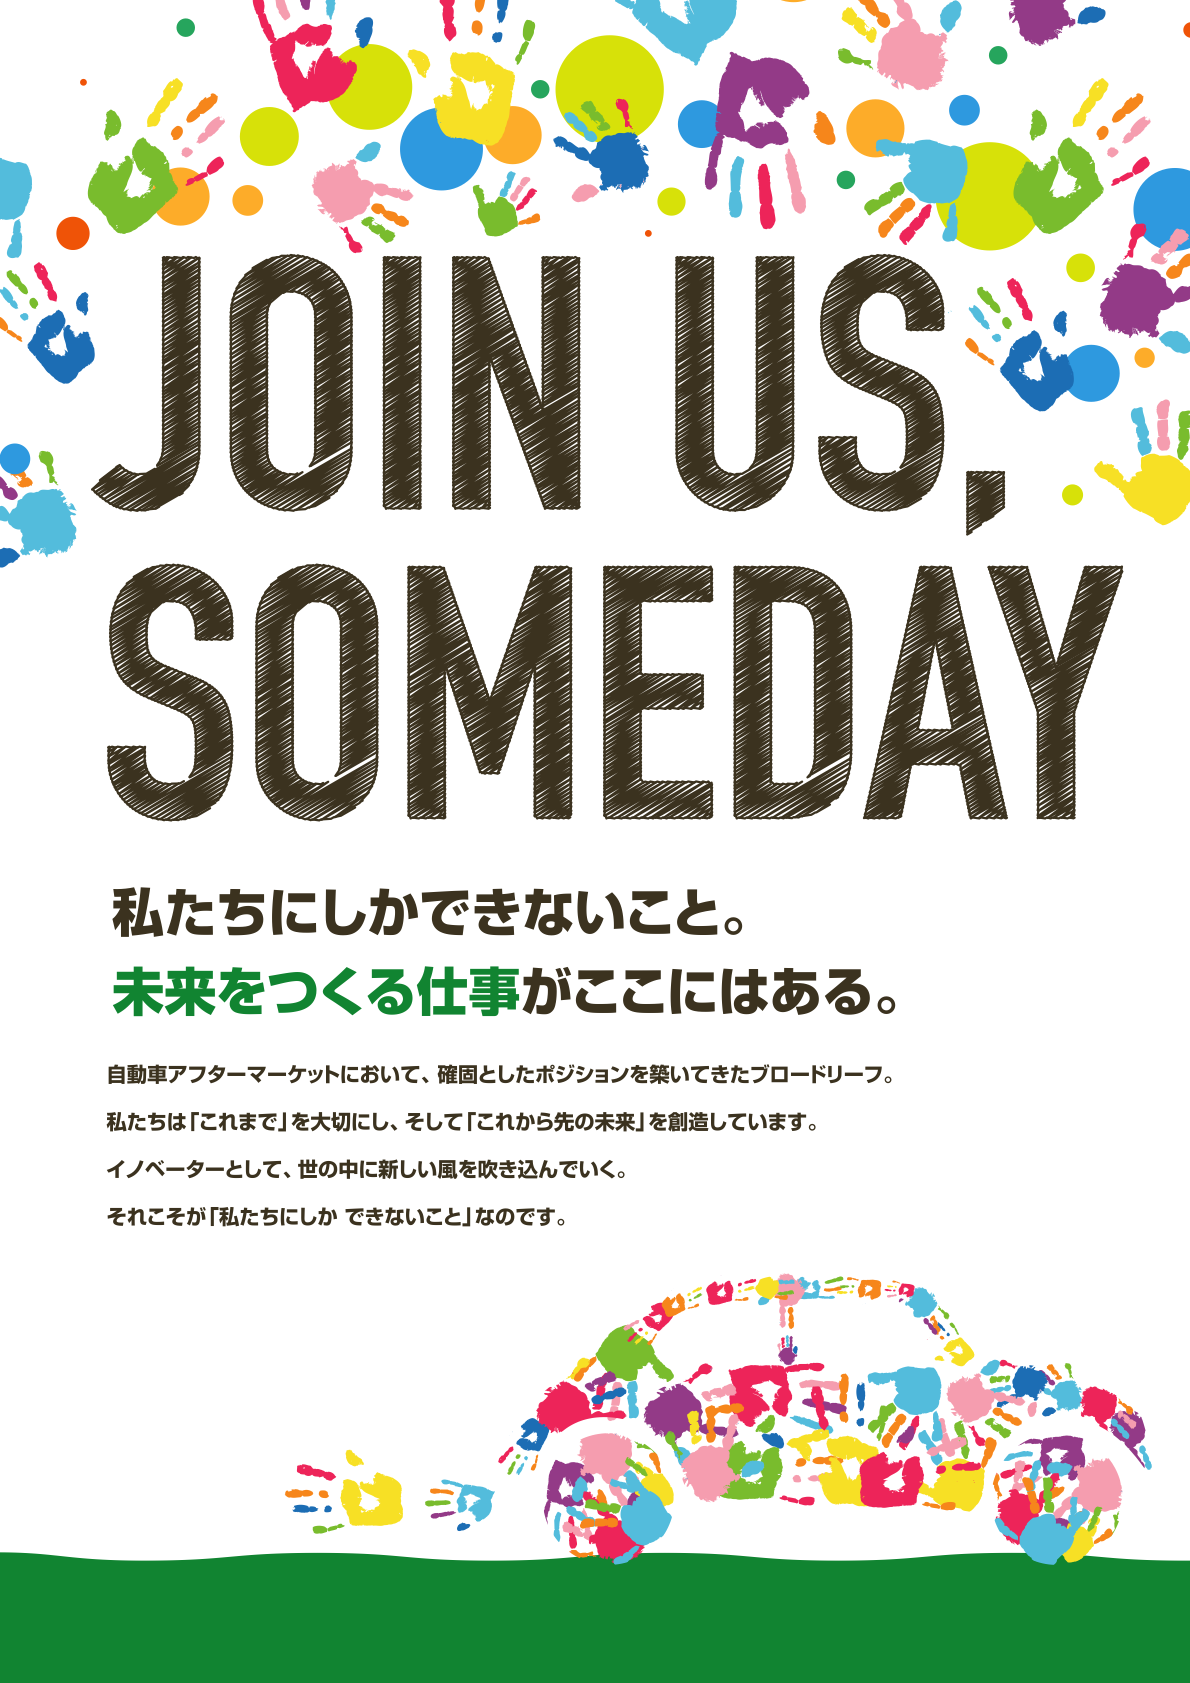 JOIN US,
SOMEDAY
私たちにしかできないこと。
未来をつくる仕事がここにはある。
自動車アフターマーケットにおいて、確固としたポジションを築いてきたブロードリーフ。
私たちは「これまで」を大切にし、そして「これから先の未来」を創造しています。
イノベーターとして、世の中に新しい風を吹き込んでいく。
それこそが「私たちにしか できないこと」なのです。